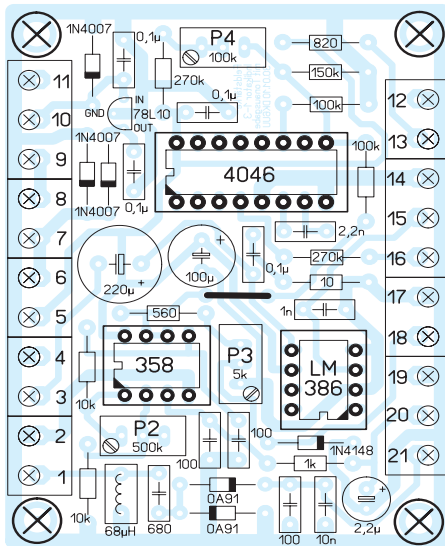 1N4007
0,1µ
P4
100k
820
150k
100k
270k
0,1µ
GND
IN
78L10
OUT
1N4007
1N4007
0,1µ
4046
100k
2,2n
270k
10
1n
220µ
+
100µ
+
0,1µ
560
358
P3
5k
LM
386
10k
P2
500k
100
100
1N4148
1k
10k
68µH
680
OA91
OA91
100
10n
2,2µ
+
11
10
9
8
7
6
5
4
3
2
1
12
13
14
15
16
17
18
19
20
21